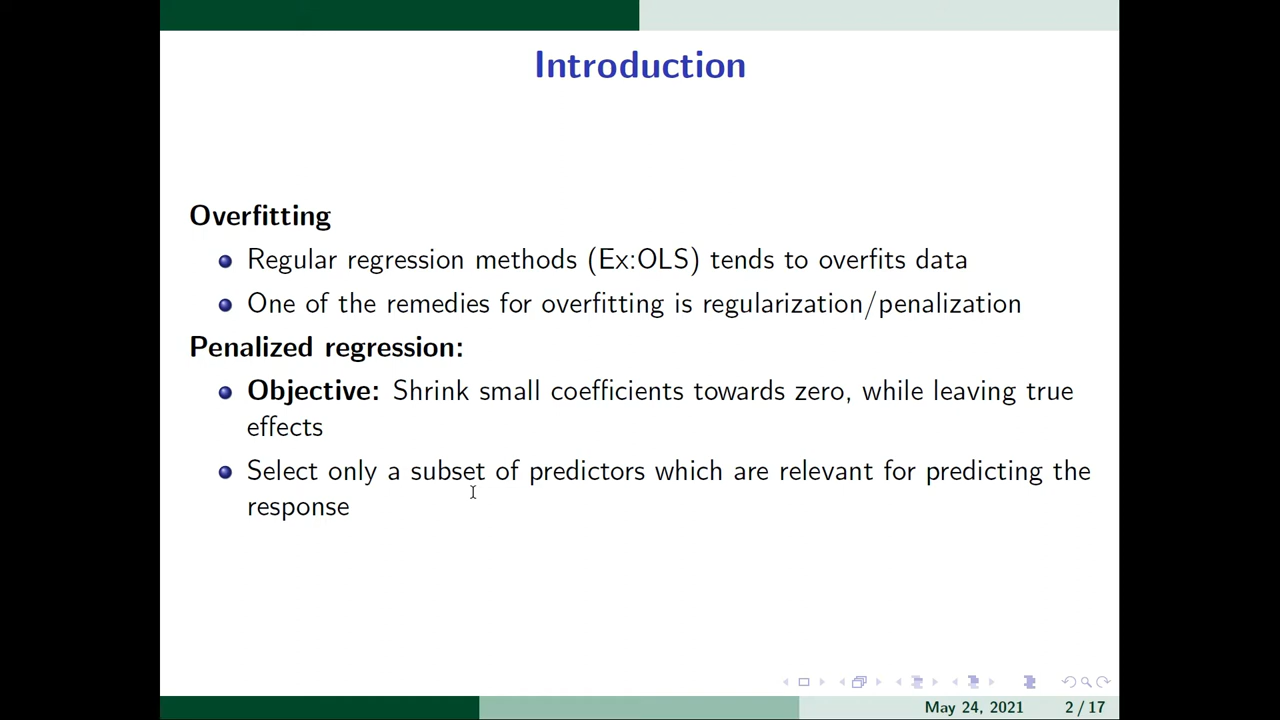 Introduction
Overfitting
Regular regression methods (Ex:OLS) tends to overfits data
One of the remedies for overfitting is regularization/penalization
Penalized regression:
Objective: Shrink small coefficients towards zero, while leaving true
effects
Select only a subset of predictors which are relevant for predicting the
response
May 24, 2021 2 / 17